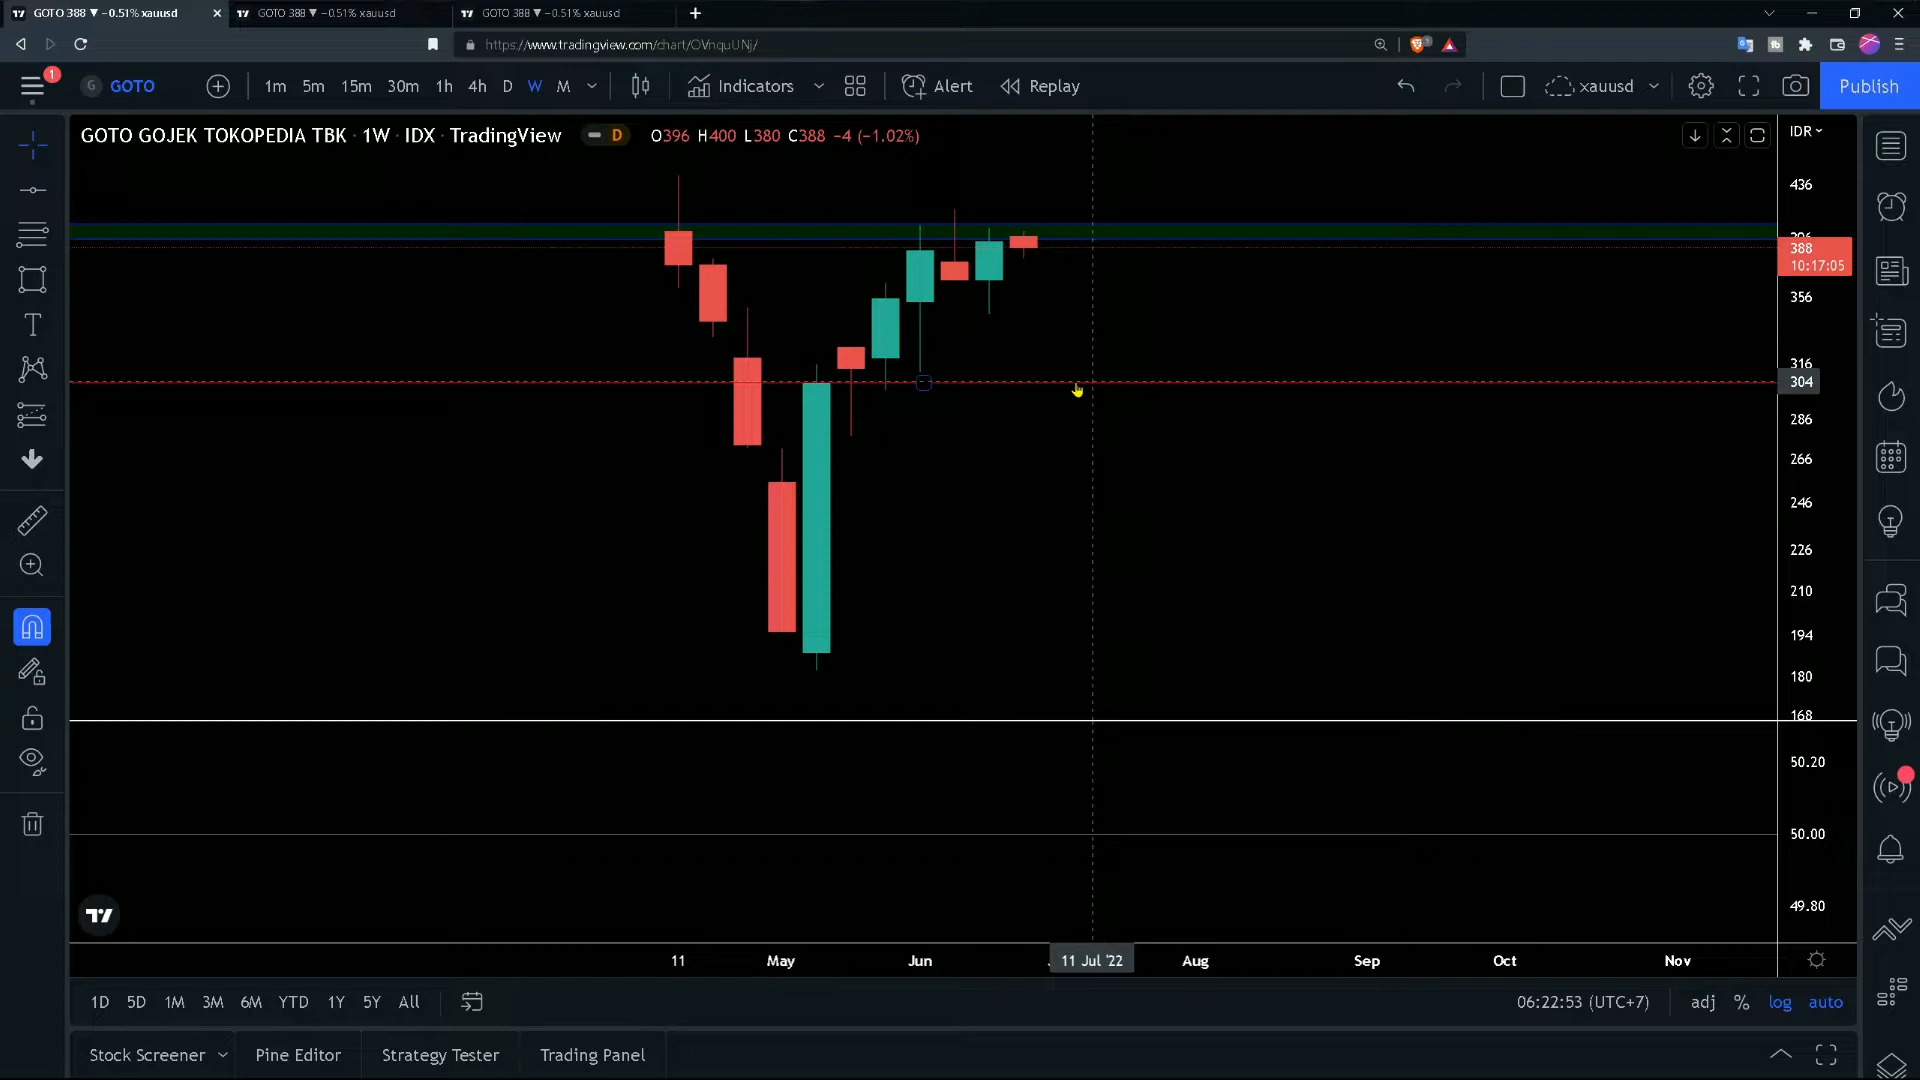 GOTO 388 ▼ −0.51% xauusd
GOTO 388 ▼ −0.51% xauusd
GOTO 388 ▼ −0.51% xauusd
https://www.tradingview.com/chart/OVnquUNj/
1
G GOTO
1m 5m 15m 30m 1h 4h D W M
Indicators
Alert
Replay
xauusd
Publish
GOTO GOJEK TOKOPEDIA TBK · 1W · IDX · TradingView
D
O396 H400 L380 C388 −4 (−1.02%)
IDR
436
388
10:17:05
356
316
304
286
266
246
226
210
194
180
168
50.20
50.00
49.80
11 May Jun 11 Jul '22 Aug Sep Oct Nov
1D 5D 1M 3M 6M YTD 1Y 5Y All
06:22:53 (UTC+7)
adj % log auto
Stock Screener Pine Editor Strategy Tester Trading Panel